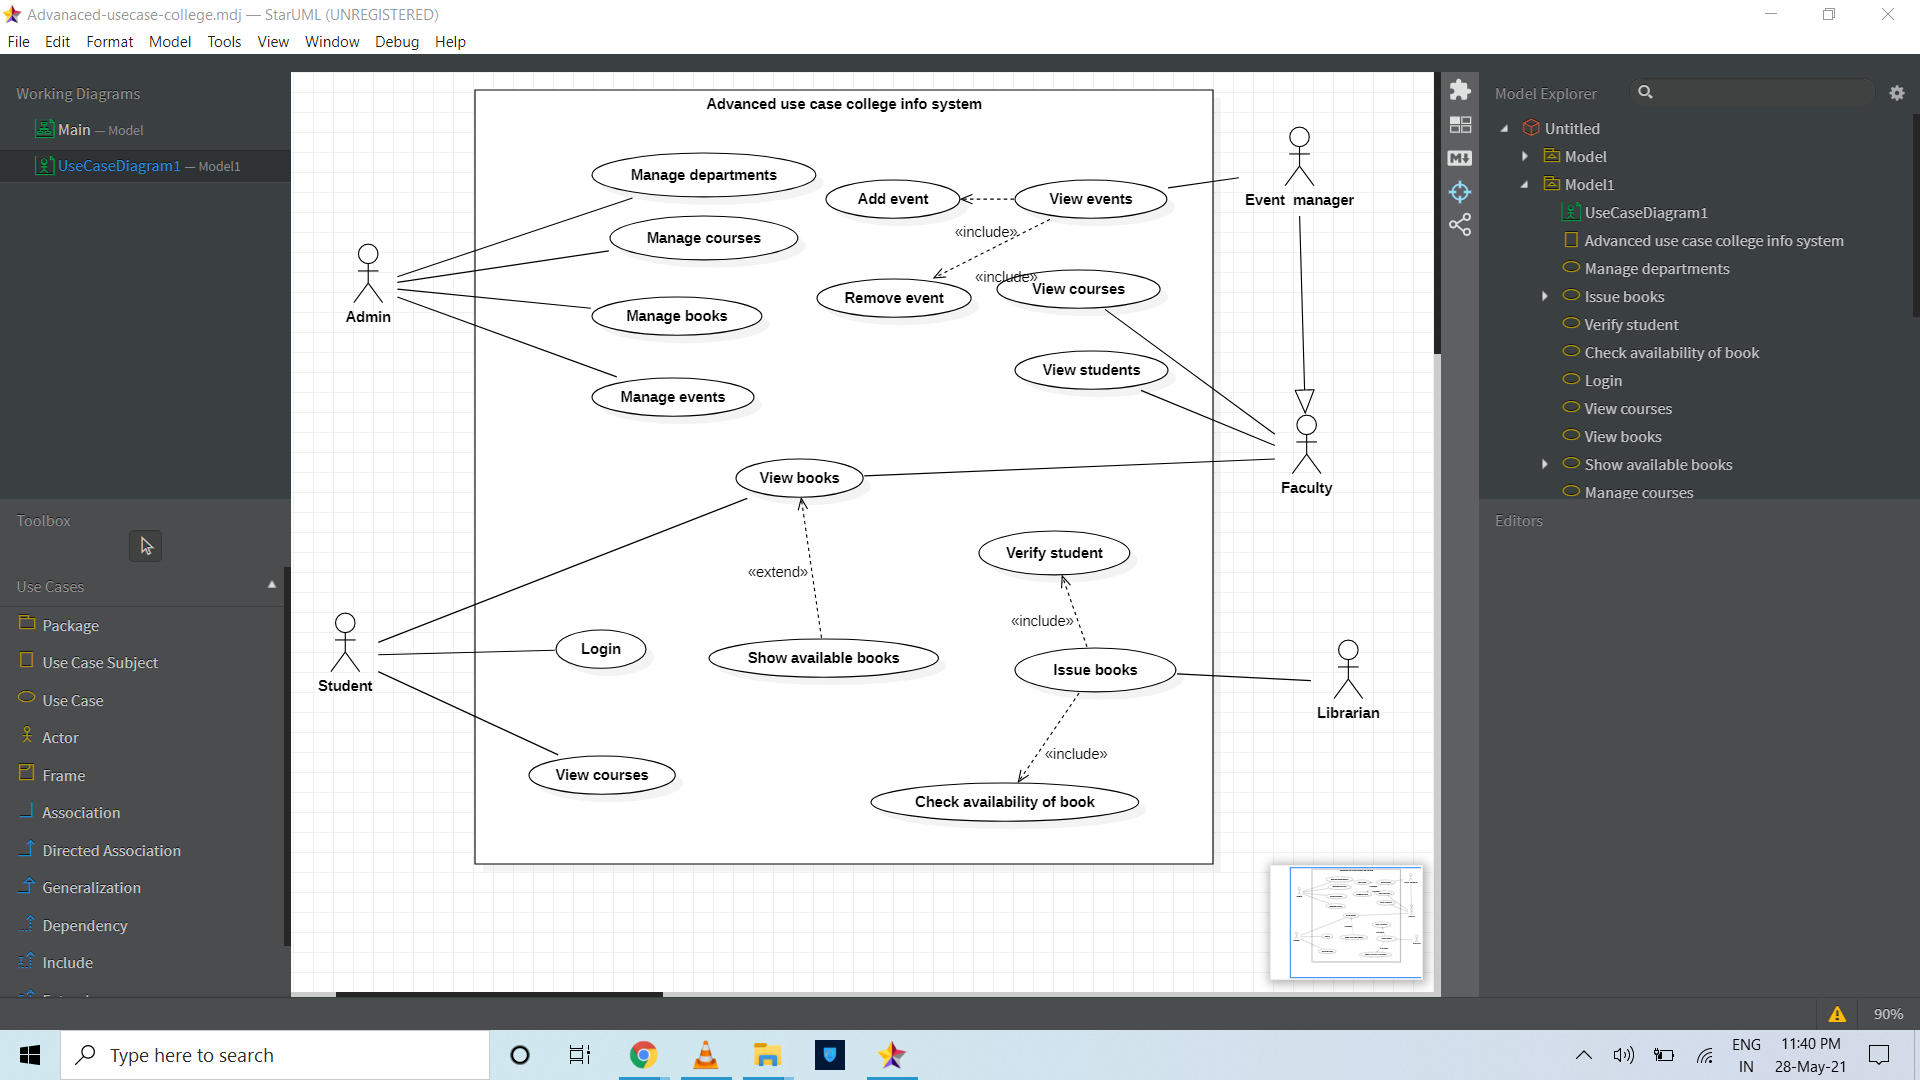 Advanaced-usecase-college.mdj — StarUML (UNREGISTERED)
File Edit Format Model Tools View Window Debug Help
Working Diagrams
Main — Model
UseCaseDiagram1 — Model1
Toolbox
Use Cases
Package
Use Case Subject
Use Case
Actor
Frame
Association
Directed Association
Generalization
Dependency
Include
Advanced use case college info system
Manage departments
Add event
View events
Event manager
«include»
Manage courses
Admin
«include»
View courses
Remove event
Manage books
View students
Manage events
View books
Faculty
Verify student
«extend»
«include»
Student
Login
Show available books
Issue books
Librarian
«include»
View courses
Check availability of book
Model Explorer
Untitled
Model
Model1
UseCaseDiagram1
Advanced use case college info system
Manage departments
Issue books
Verify student
Check availability of book
Login
View courses
View books
Show available books
Manage courses
Editors
90%
Type here to search
ENG
IN
11:40 PM
28-May-21